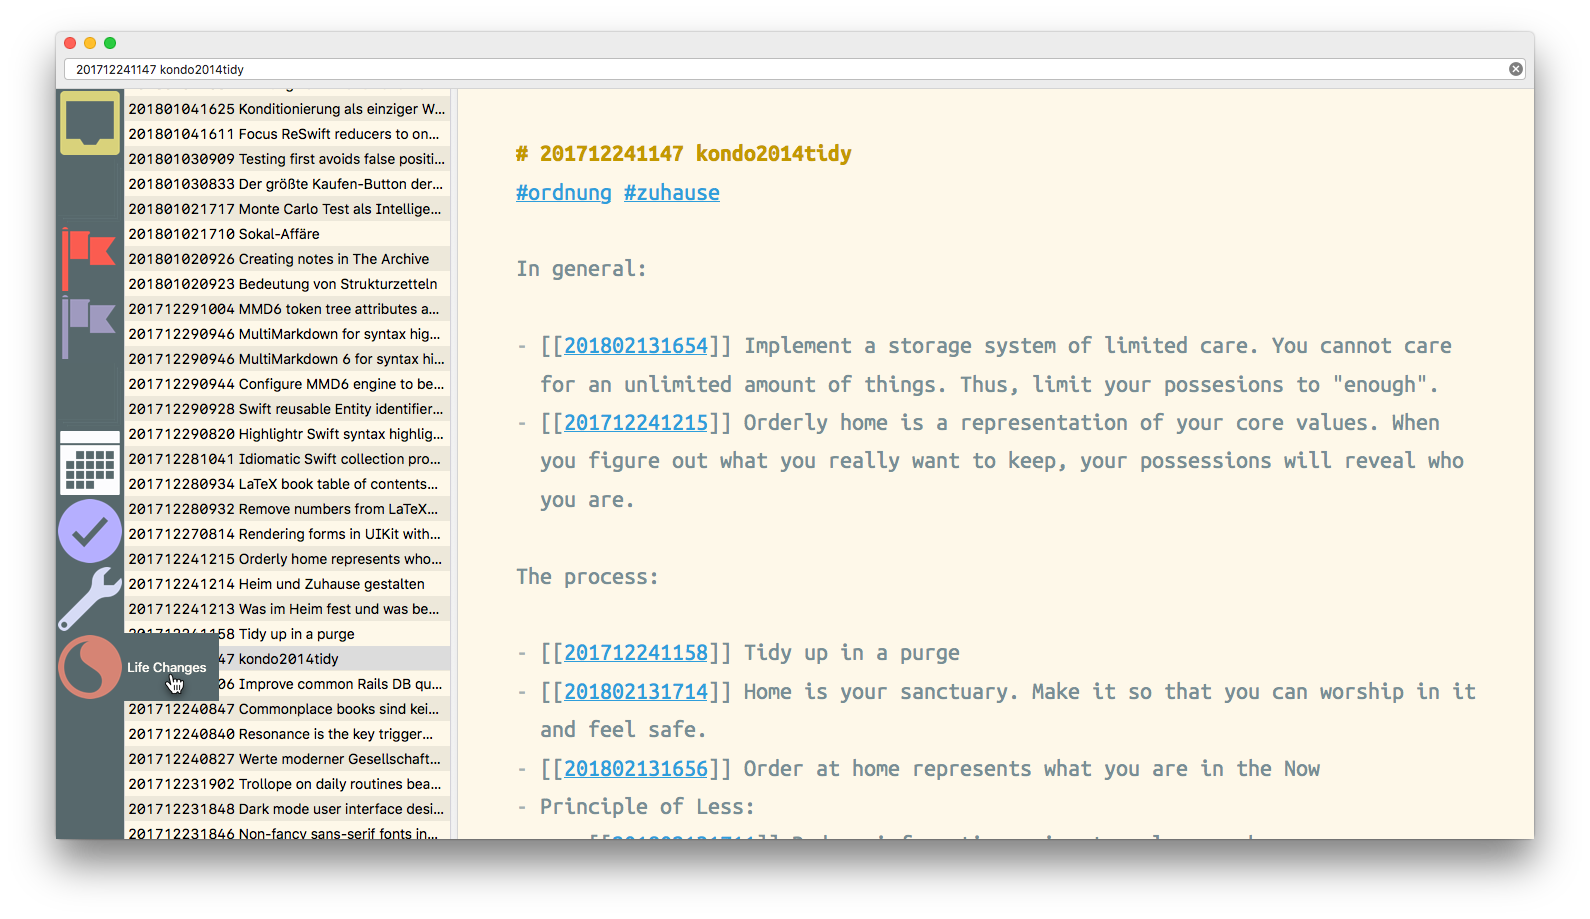 201712241147 kondo2014tidy
201801041625 Konditionierung als einziger W...
201801041611 Focus ReSwift reducers to on...
201801030909 Testing first avoids false positi...
201801030833 Der größte Kaufen-Button der...
201801021717 Monte Carlo Test als Intellige...
201801021710 Sokal-Affäre
201801020926 Creating notes in The Archive
201801020923 Bedeutung von Strukturzetteln
201712291004 MMD6 token tree attributes a...
201712290946 MultiMarkdown for syntax hig...
201712290946 MultiMarkdown 6 for syntax hi...
201712290944 Configure MMD6 engine to be...
201712290928 Swift reusable Entity identifier...
201712290820 Highlightr Swift syntax highlig...
201712281041 Idiomatic Swift collection pro...
201712280934 LaTeX book table of contents...
201712280932 Remove numbers from LaTeX...
201712270814 Rendering forms in UIKit with...
201712241215 Orderly home represents who...
201712241214 Heim und Zuhause gestalten
201712241213 Was im Heim fest und was be...
201712241158 Tidy up in a purge
47 kondo2014tidy
Life Changes
06 Improve common Rails DB qu...
201712240847 Commonplace books sind kei...
201712240840 Resonance is the key trigger...
201712240827 Werte moderner Gesellschaft...
201712231902 Trollope on daily routines bea...
201712231848 Dark mode user interface desi...
201712231846 Non-fancy sans-serif fonts in...
# 201712241147 kondo2014tidy
#ordnung #zuhause
In general:
- [[201802131654]] Implement a storage system of limited care. You cannot care
for an unlimited amount of things. Thus, limit your possesions to "enough".
- [[201712241215]] Orderly home is a representation of your core values. When
you figure out what you really want to keep, your possessions will reveal who
you are.
The process:
- [[201712241158]] Tidy up in a purge
- [[201802131714]] Home is your sanctuary. Make it so that you can worship in it
and feel safe.
- [[201802131656]] Order at home represents what you are in the Now
- Principle of Less: